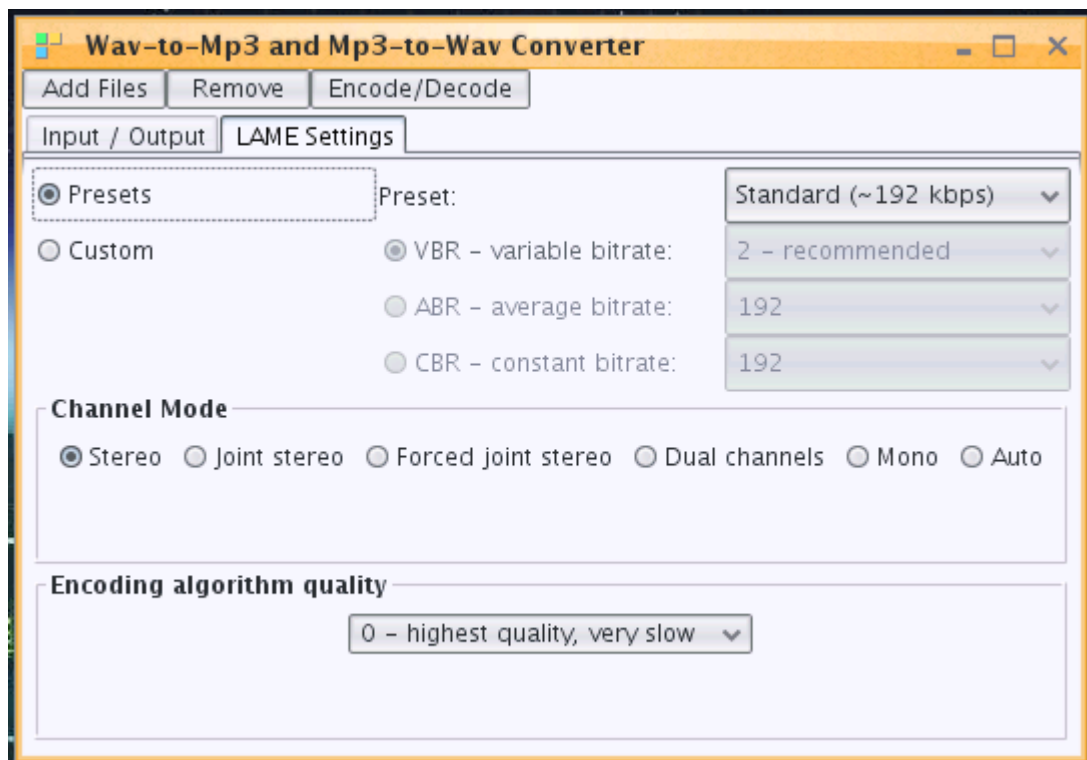 Wav-to-Mp3 and Mp3-to-Wav Converter
Add Files Remove Encode/Decode
Input / Output LAME Settings
Presets Preset: Standard (~192 kbps)
Custom VBR – variable bitrate: 2 – recommended
ABR – average bitrate: 192
CBR – constant bitrate: 192
Channel Mode
Stereo Joint stereo Forced joint stereo Dual channels Mono Auto
Encoding algorithm quality
0 – highest quality, very slow